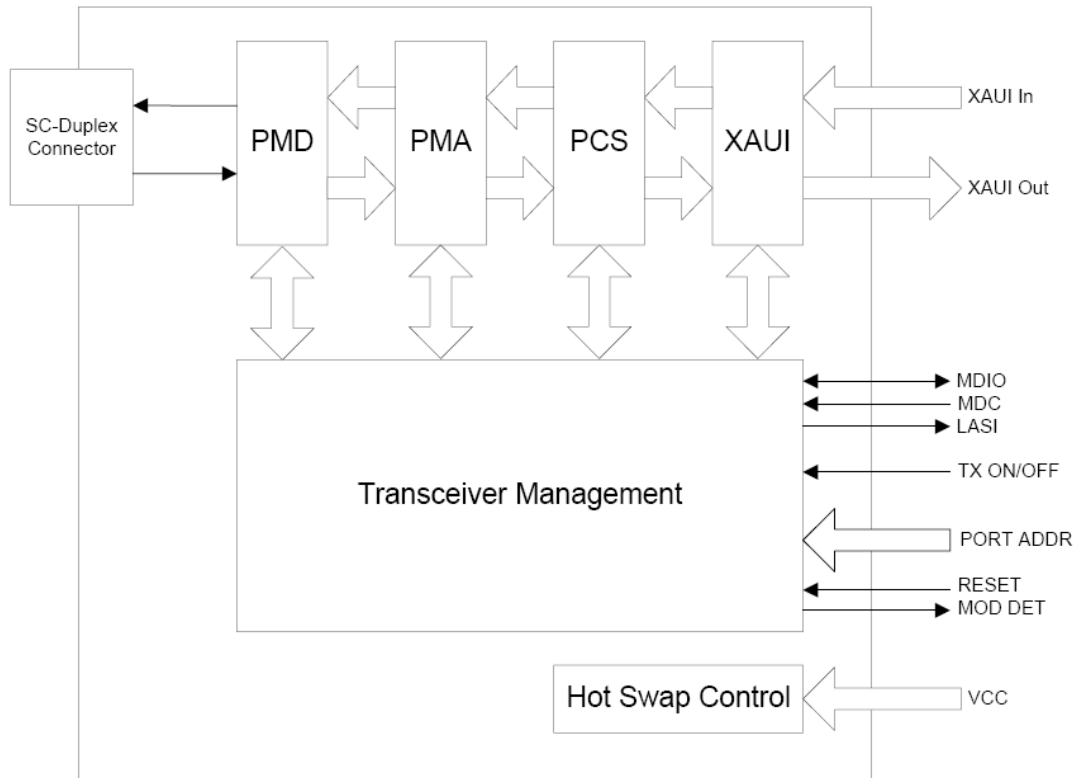 SC-Duplex
Connector
PMD
PMA
PCS
XAUI
XAUI In
XAUI Out
Transceiver Management
MDIO
MDC
LASI
TX ON/OFF
PORT ADDR
RESET
MOD DET
Hot Swap Control
VCC